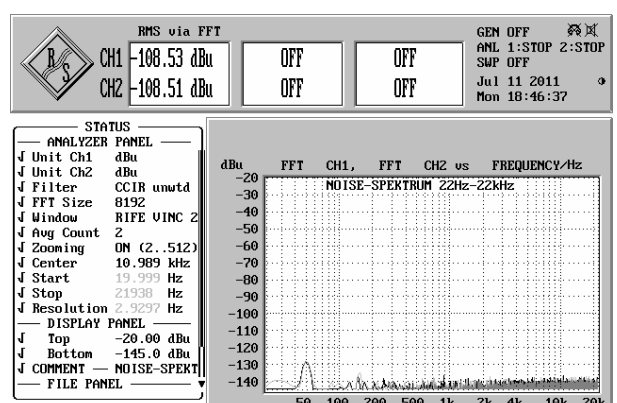 RMS via FFT
R S
CH1 -108.53 dBu OFF OFF
CH2 -108.51 dBu OFF OFF
GEN OFF
ANL 1:STOP 2:STOP
SWP OFF
Jul 11 2011
Mon 18:46:37
STATUS
ANALYZER PANEL
Unit Ch1 dBu
Unit Ch2 dBu
Filter CCIR unwtd
FFT Size 8192
Window RIFE VINC 2
Avg Count 2
Zooming ON (2..512)
Center 10.989 kHz
Start 19.999 Hz
Stop 21938 Hz
Resolution 2.9297 Hz
DISPLAY PANEL
Top -20.00 dBu
Bottom -145.0 dBu
COMMENT — NOISE-SPEKT
FILE PANEL
dBu FFT CH1, FFT CH2 vs FREQUENCY/Hz
NOISE-SPEKTRUM 22Hz-22kHz
-20
-30
-40
-50
-60
-70
-80
-90
-100
-110
-120
-130
-140
50 100 200 500 1k 2k 4k 10k 20k